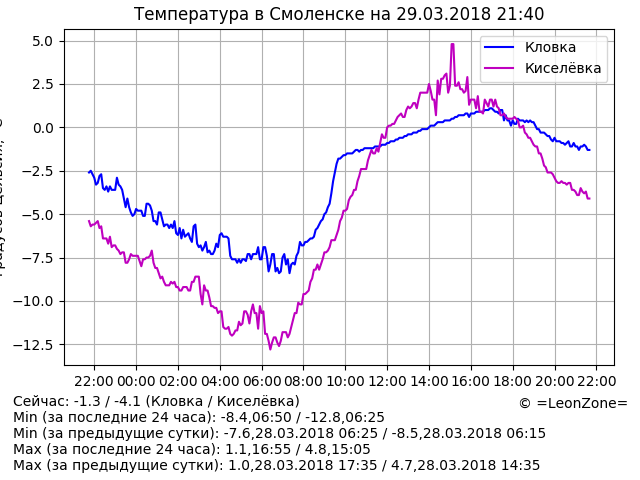 Температура в Смоленске на 29.03.2018 21:40
Кловка
Киселёвка
5.0
2.5
0.0
−2.5
−5.0
−7.5
−10.0
−12.5
22:00 00:00 02:00 04:00 06:00 08:00 10:00 12:00 14:00 16:00 18:00 20:00 22:00
Сейчас: -1.3 / -4.1 (Кловка / Киселёвка)
© =LeonZone=
Min (за последние 24 часа): -8.4,06:50 / -12.8,06:25
Min (за предыдущие сутки): -7.6,28.03.2018 06:25 / -8.5,28.03.2018 06:15
Max (за последние 24 часа): 1.1,16:55 / 4.8,15:05
Max (за предыдущие сутки): 1.0,28.03.2018 17:35 / 4.7,28.03.2018 14:35